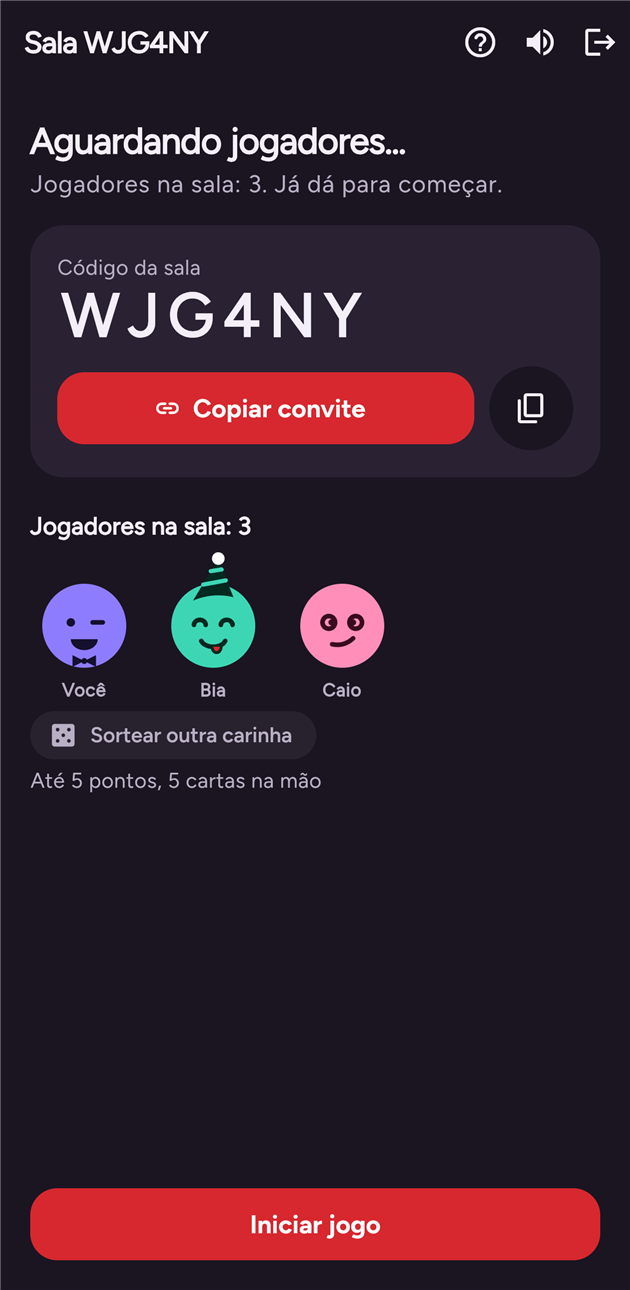 Sala WJG4NY
Aguardando jogadores...
Jogadores na sala: 3. Já dá para começar.
Código da sala
WJG4NY
Copiar convite
Jogadores na sala: 3
Você
Bia
Caio
Sortear outra carinha
Até 5 pontos, 5 cartas na mão
Iniciar jogo